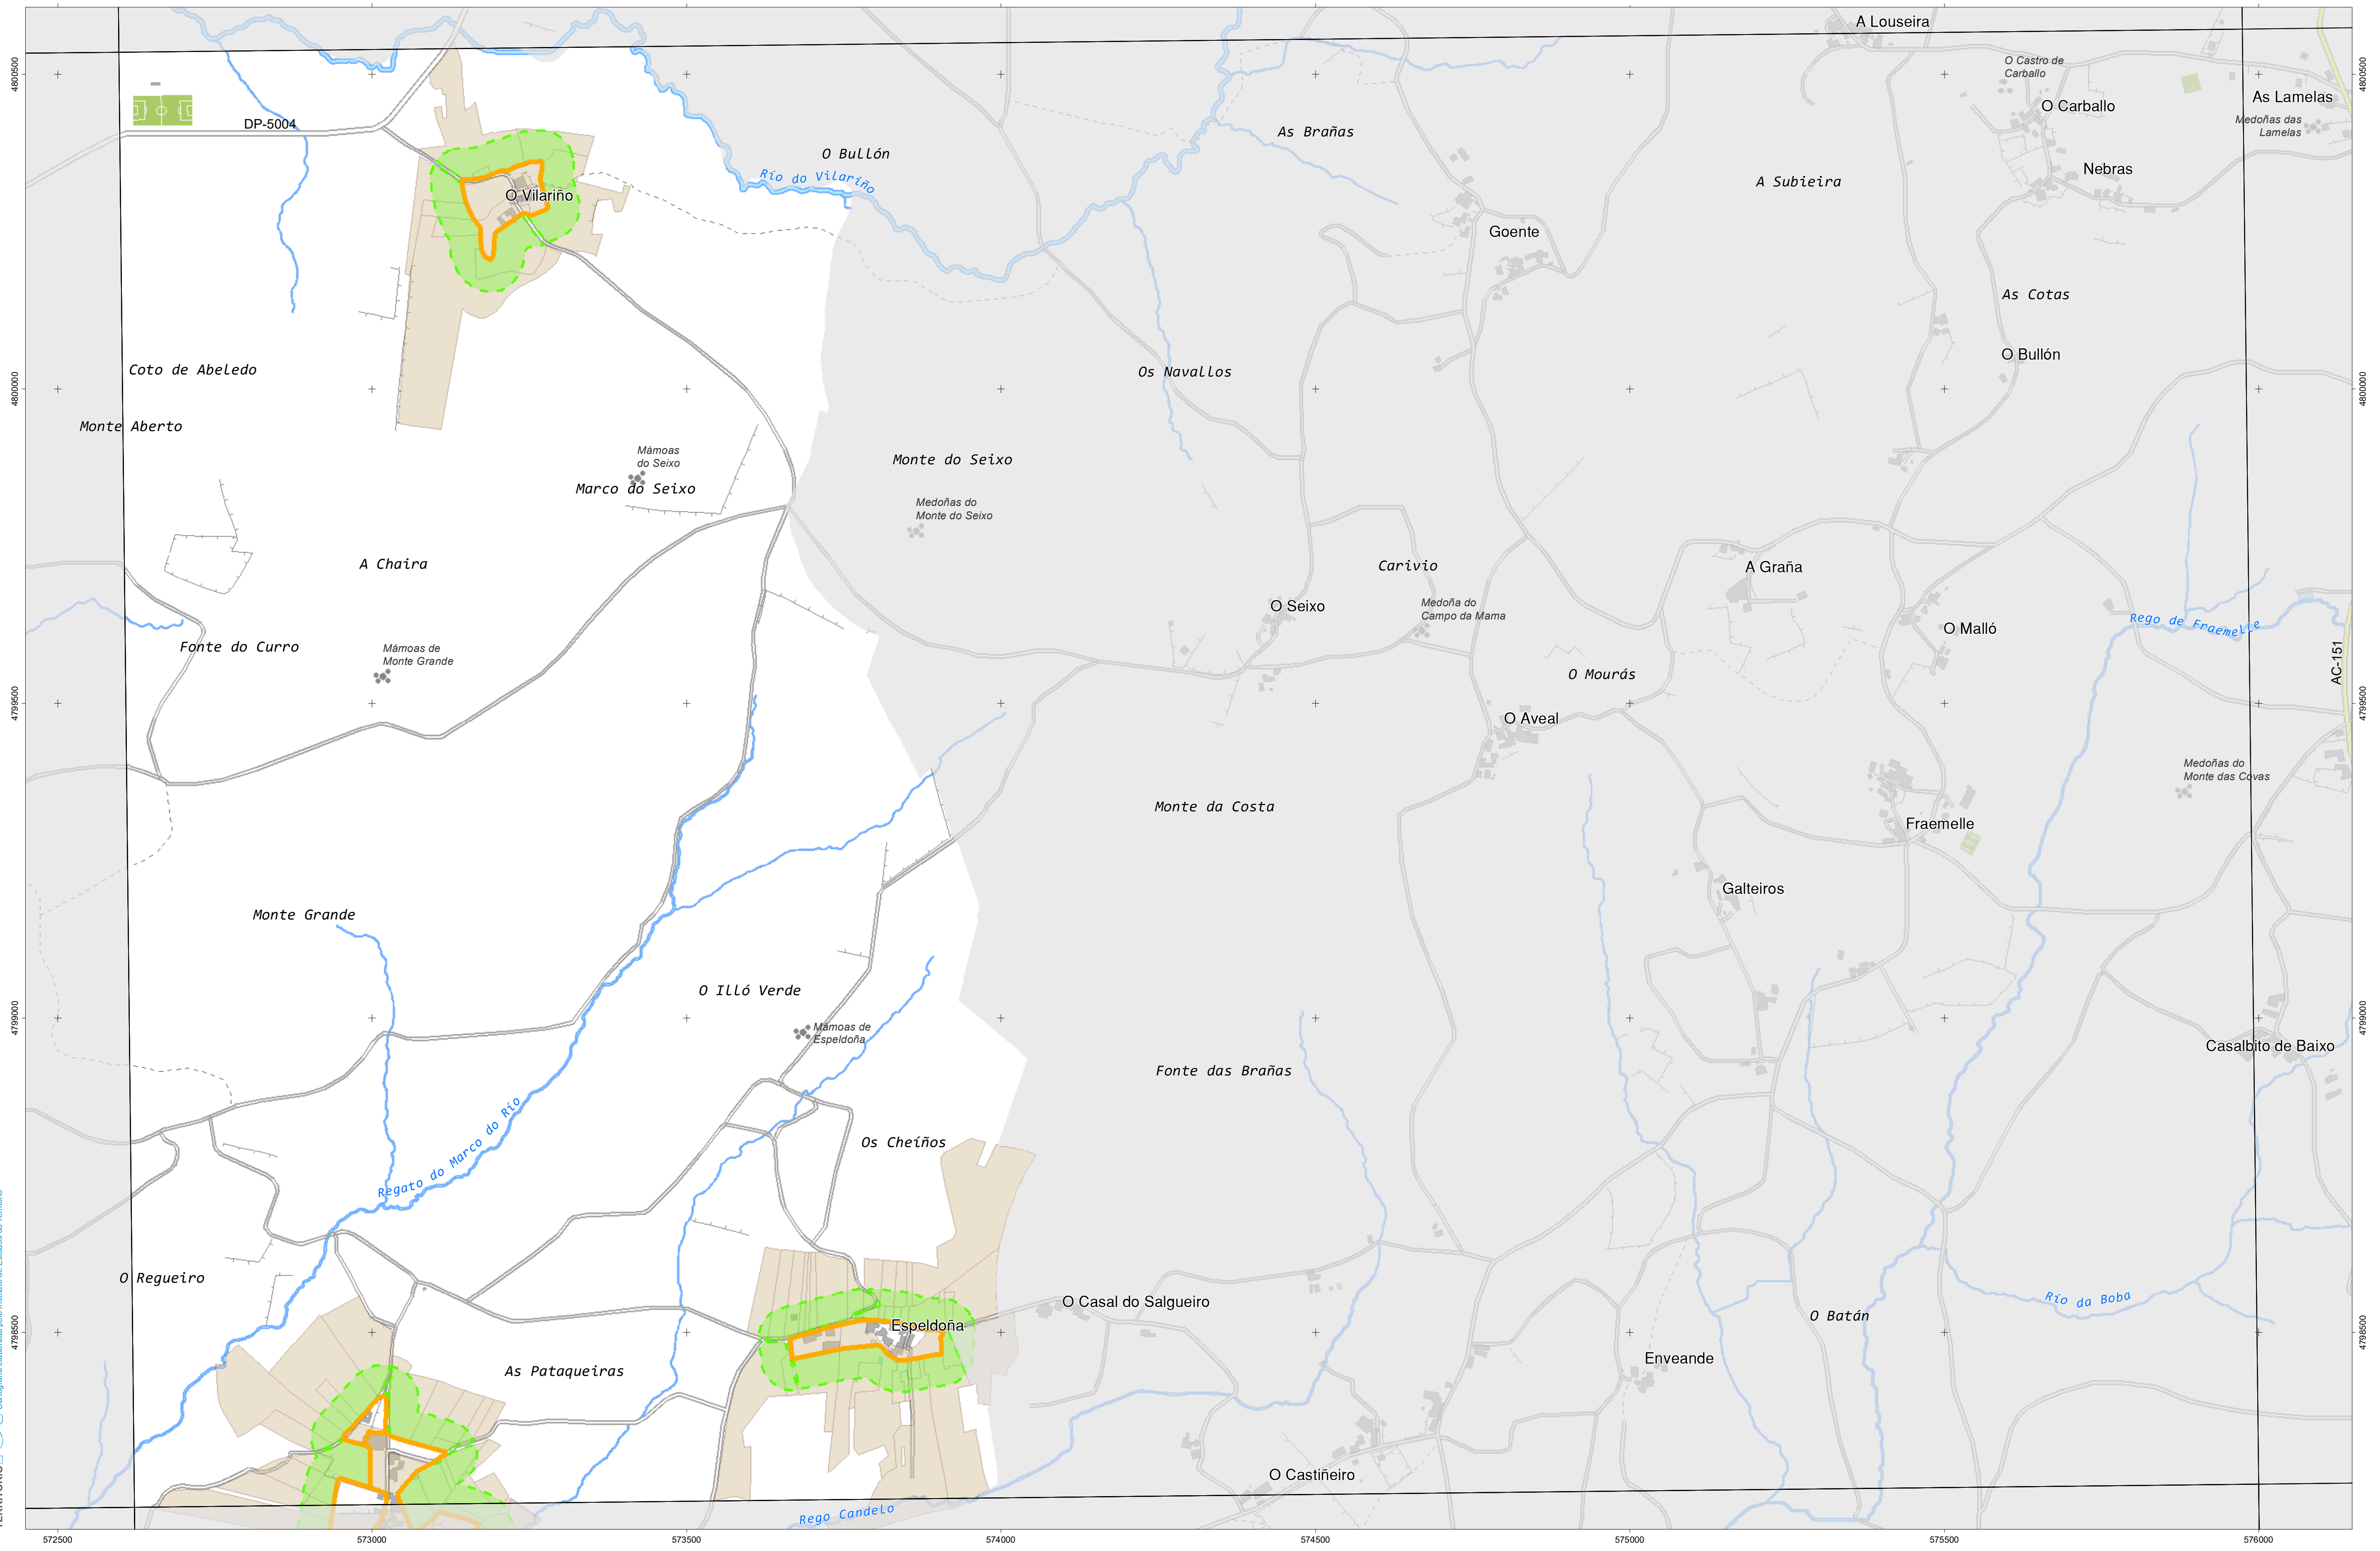 A Louseira
O Castro de
Carballo
As Lamelas
O Carballo
DP-5004
Medoñas das
Lamelas
As Brañas
O Bullón
Nebras
Río do Vilariño
A Subieira
O Vilariño
Goente
As Cotas
O Bullón
Coto de Abeledo
Os Navallos
Monte Aberto
Mámoas
do Seixo
Monte do Seixo
Marco do Seixo
Medoñas do
Monte do Seixo
A Chaira
Carivio
A Graña
O Seixo
Medoña do
Campo da Mama
Rego de Fraemelle
O Malló
Fonte do Curro
Mámoas de
Monte Grande
AC-151
O Mourás
O Aveal
Medoñas do
Monte das Covas
Monte da Costa
Fraemelle
Galteiros
Monte Grande
O Illó Verde
Mámoas de
Espeldoña
Casalbito de Baixo
Fonte das Brañas
Regato do Marco do Río
Os Cheíños
O Regueiro
O Casal do Salgueiro
Río da Boba
O Batán
Espeldoña
Enveande
As Pataqueiras
O Castiñeiro
Rego Candelo
4800500
4800000
4799500
4799000
4798500
4800500
4800000
4799500
4799000
4798500
572500
573000
573500
574000
574500
575000
575500
576000